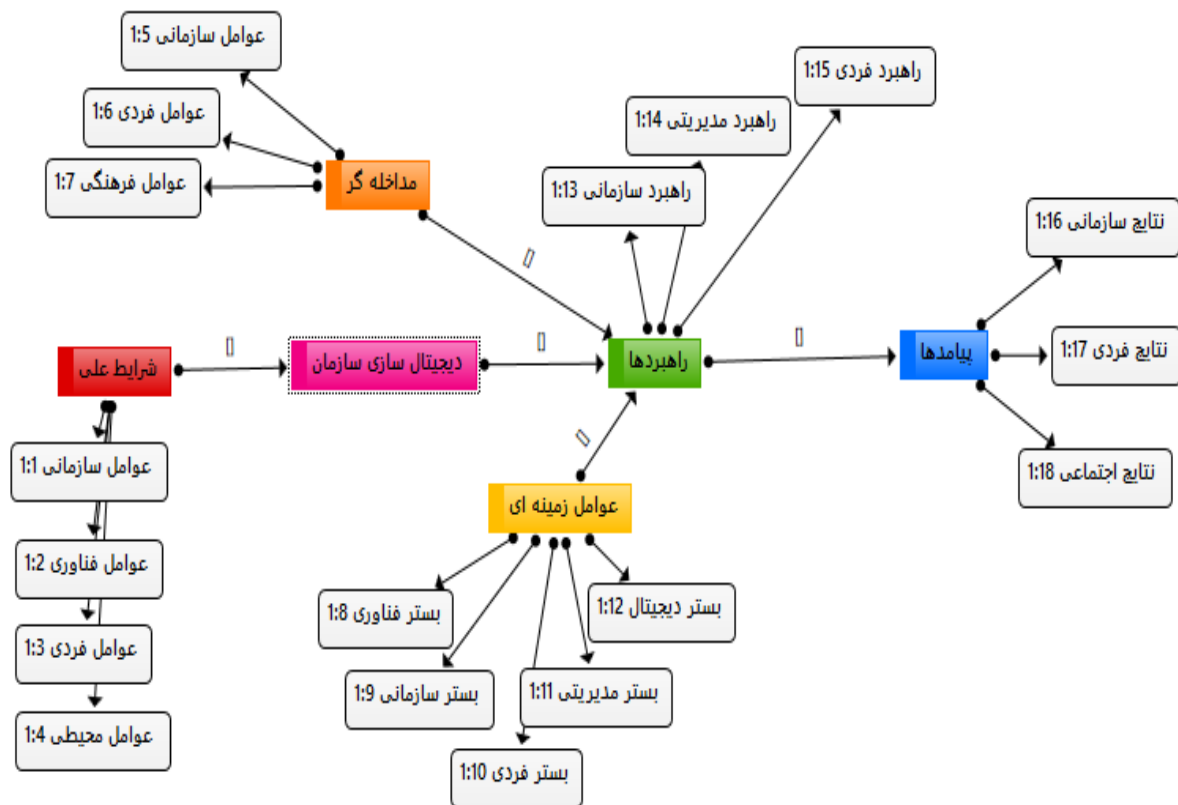 عوامل سازمانی 1:5
عوامل فردی 1:6
عوامل فرهنگی 1:7
مداخله گر
راهبرد فردی 1:15
راهبرد مدیریتی 1:14
راهبرد سازمانی 1:13
نتایج سازمانی 1:16
نتایج فردی 1:17
نتایج اجتماعی 1:18
پیامدها
راهبردها
دیجیتال سازی سازمان
شرایط علی
عوامل سازمانی 1:1
عوامل فناوری 1:2
عوامل فردی 1:3
عوامل محیطی 1:4
عوامل زمینه ای
بستر فناوری 1:8
بستر سازمانی 1:9
بستر فردی 1:10
بستر مدیریتی 1:11
بستر دیجیتال 1:12